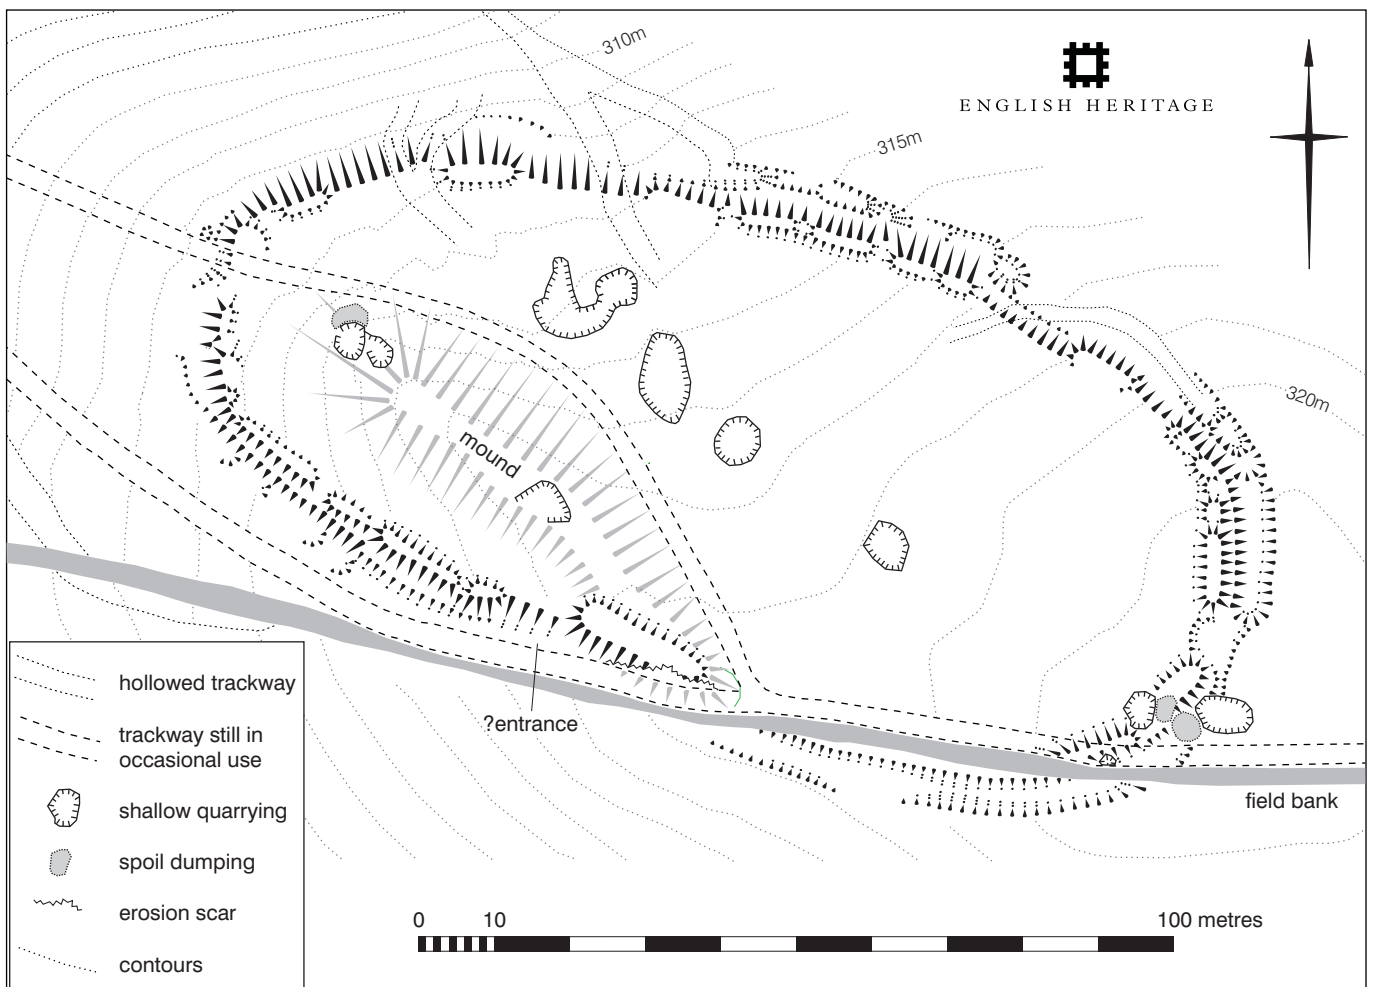 310m
ENGLISH HERITAGE
315m
320m
mound
?entrance
field bank
hollowed trackway
trackway still in
occasional use
shallow quarrying
spoil dumping
erosion scar
contours
0 10 100 metres